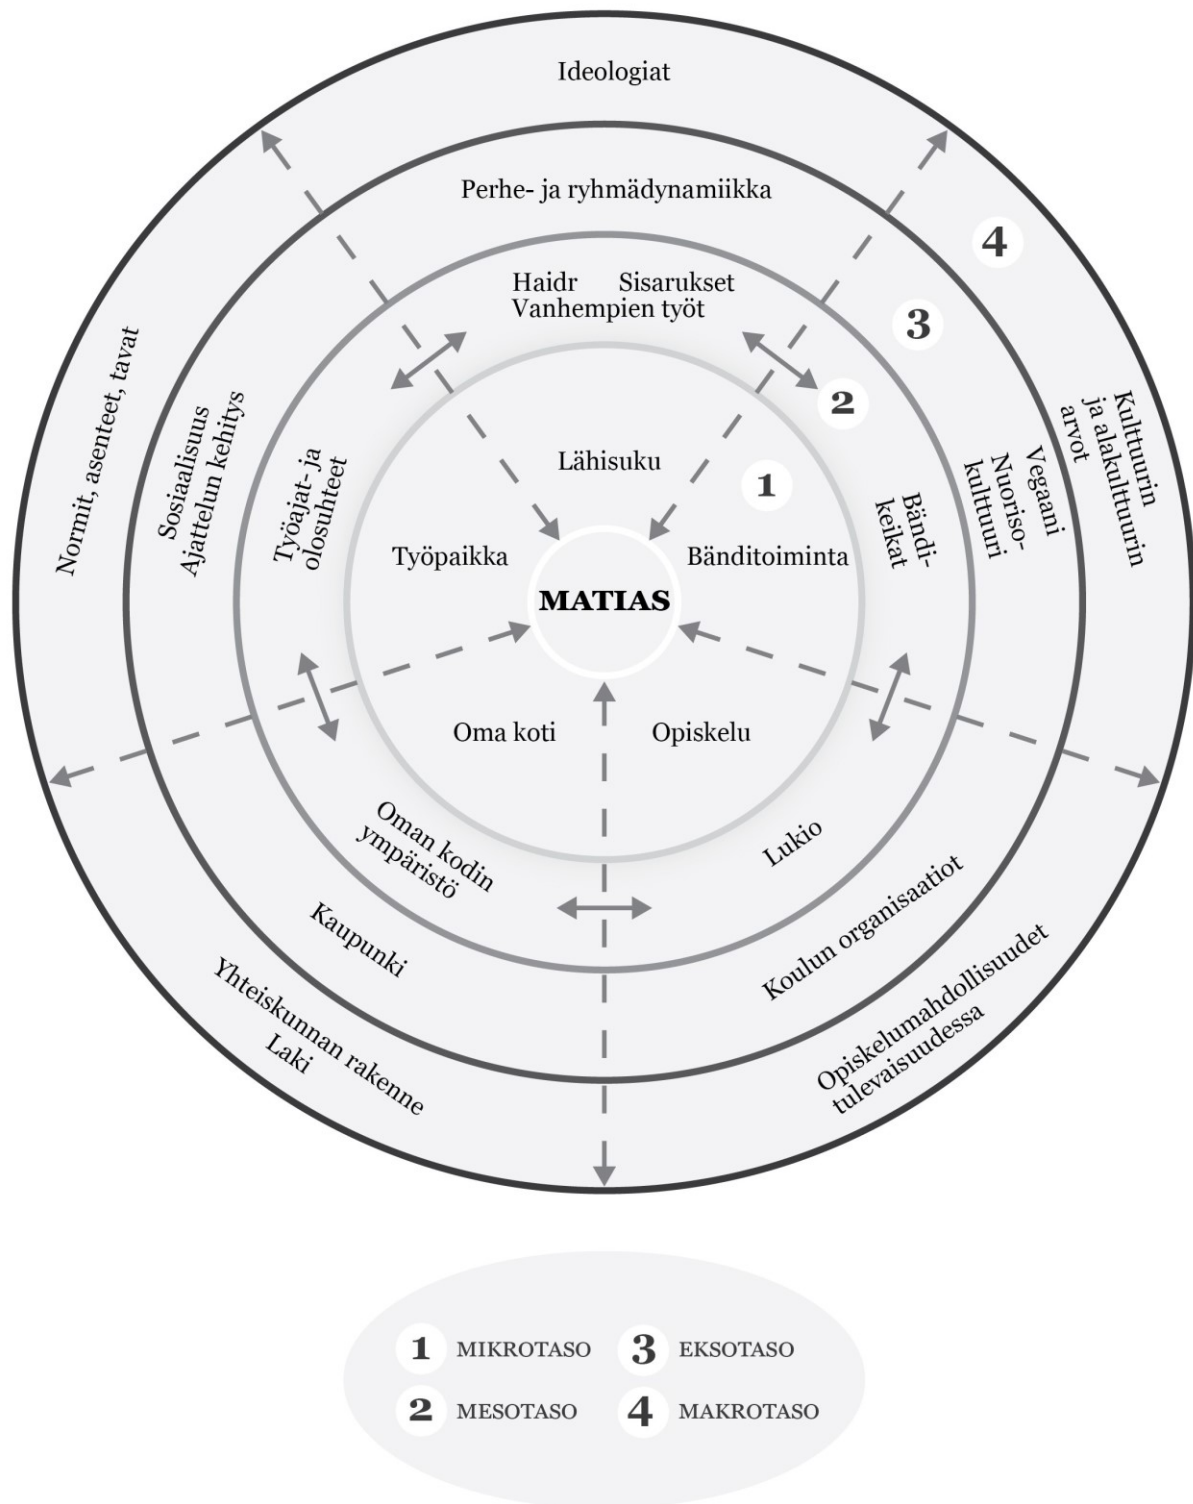 Ideologiat
Perhe- ja ryhmädynamiikka
Haidr Sisarukset
Vanhempien työt
Lähisuku
Normit, asenteet, tavat
Sosiaalisuus
Ajattelun kehitys
Työajat- ja
olosuhteet
Työpaikka
MATIAS
Bänditoiminta
Bändi-
keikat
Vegaani
Nuoriso-
kulttuuri
Kulttuurin
ja alakulttuurin
arvot
4
3
2
1
Oma koti
Opiskelu
Oman kodin
ympäristö
Lukio
Kaupunki
Koulun organisaatiot
Yhteiskunnan rakenne
Laki
Opiskelumahdollisuudet
tulevaisuudessa
1 MIKROTASO
3 EKSOTASO
2 MESOTASO
4 MAKROTASO